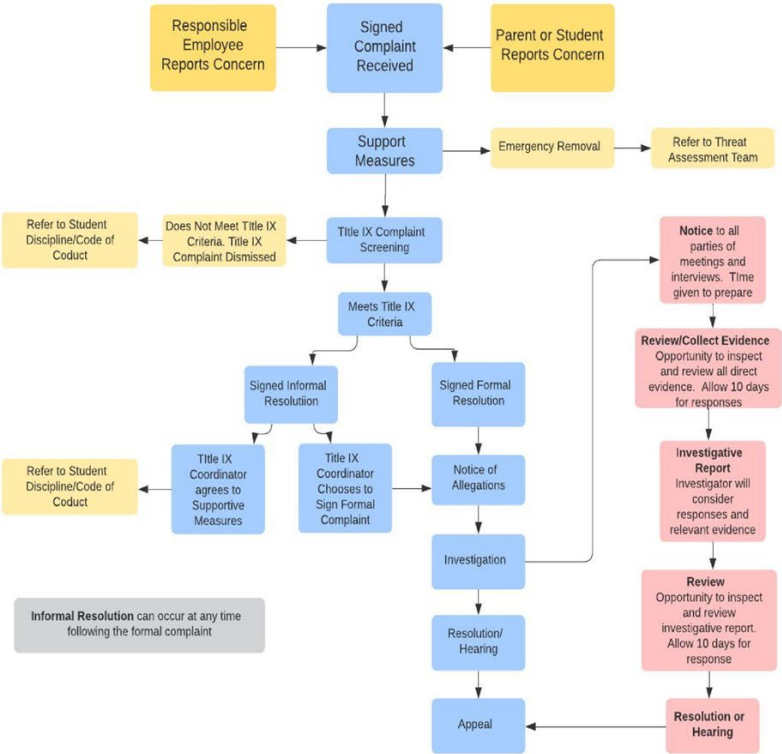 Responsible
Employee
Reports Concern
Signed
Complaint
Received
Parent or Student
Reports Concern
Support
Measures
Emergency Removal
Refer to Threat
Assessment Team
Refer to Student
Discipline/Code of
Coduct
Does Not Meet TItle IX
Criteria. Title IX
Complaint Dismissed
TItle IX Complaint
Screening
Meets Title IX
Criteria
Signed Informal
Resolutiion
Signed Formal
Resolution
Refer to Student
Discipline/Code of
Coduct
TItle IX
Coordinator
agrees to
Supportive
Measures
Title IX
Coordinator
Chooses to
Sign Formal
Complaint
Notice of
Allegations
Investigation
Resolution/
Hearing
Appeal
Notice to all
parties of
meetings and
interviews. TIme
given to prepare
Review/Collect Evidence
Opportunity to inspect
and review all direct
evidence. Allow 10 days
for responses
Investigative
Report
Investigator will
consider
responses and
relevant evidence
Review
Opportunity to inspect
and review
investigative report.
Allow 10 days for
response
Resolution or
Hearing
Informal Resolution can occur at any time
following the formal complaint